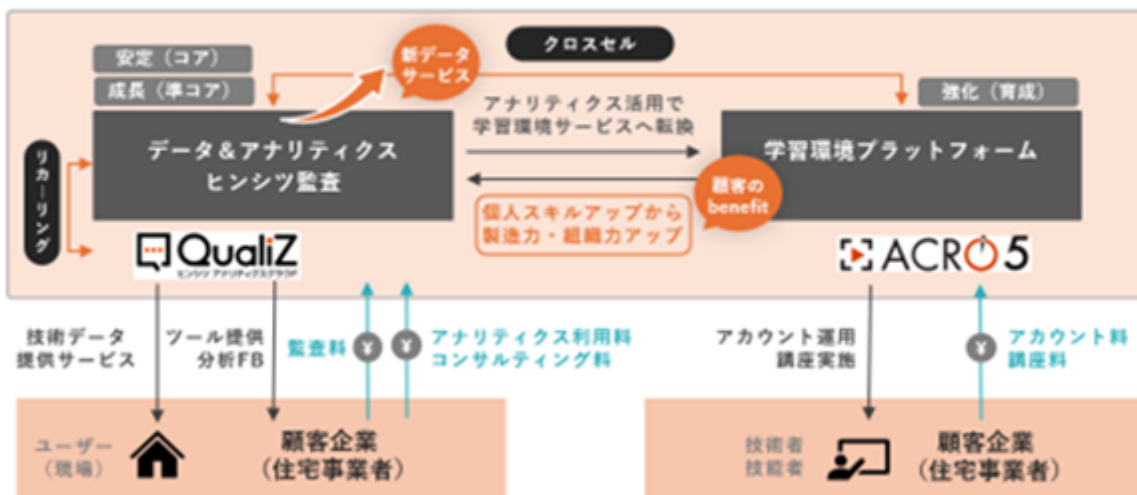 クロスセル
安定（コア）
成長（準コア）
新データ
サービス
強化（育成）
リカーリング
データ＆アナリティクス
ヒンシツ監査
アナリティクス活用で
学習環境サービスへ転換
学習環境プラットフォーム
顧客の
benefit
個人スキルアップから
製造力・組織力アップ
QualiZ
ヒンシツ アナリティクスクラウド
ACRO5
技術データ
提供サービス
ツール提供
分析FB
監査料
¥
¥
アナリティクス利用料
コンサルティング料
アカウント運用
講座実施
¥
アカウント料
講座料
ユーザー
（現場）
顧客企業
（住宅事業者）
技術者
技能者
顧客企業
（住宅事業者）